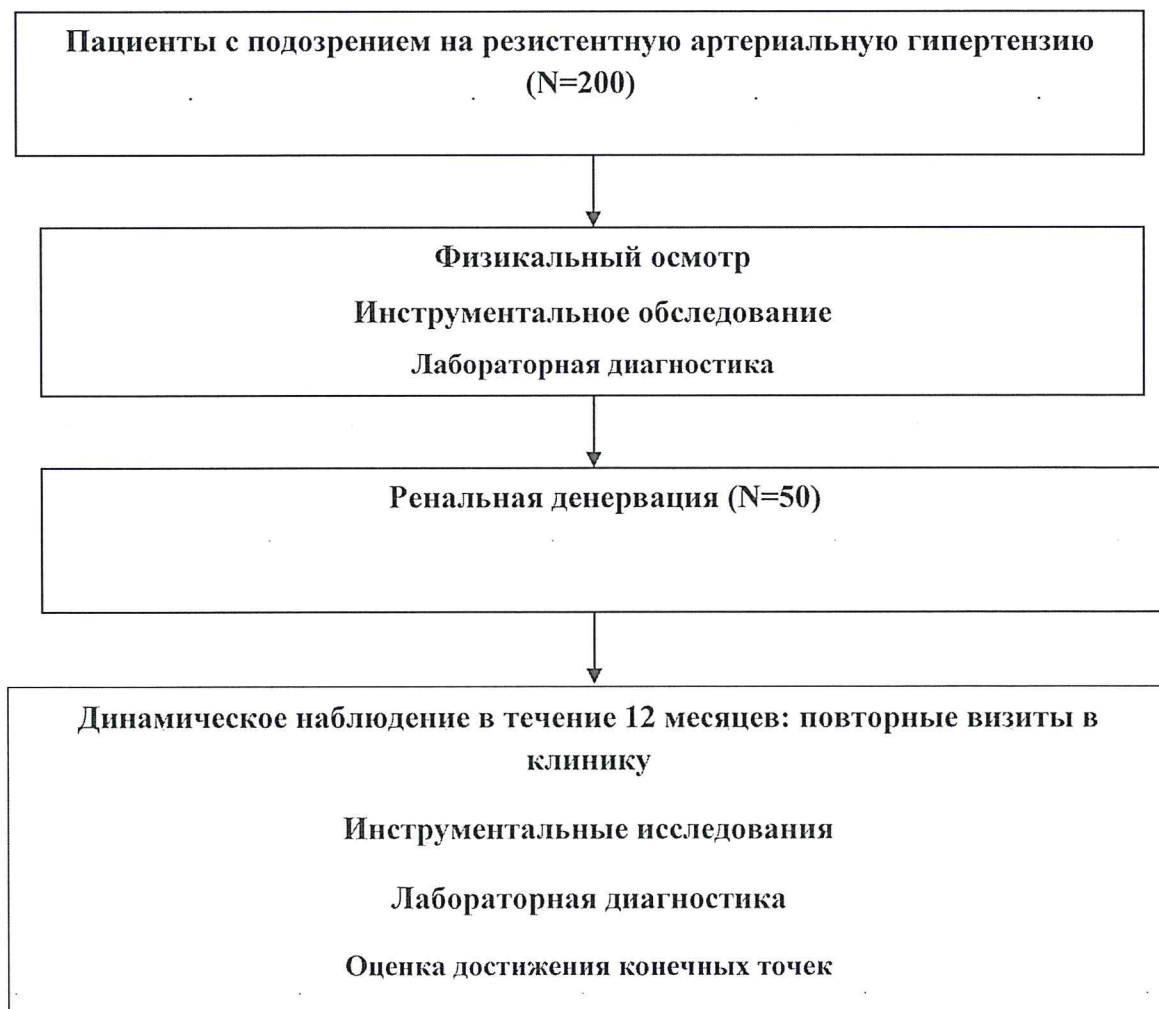 Пациенты с подозрением на резистентную артериальную гипертензию
(N=200)
Физикальный осмотр
Инструментальное обследование
Лабораторная диагностика
Ренальная денервация (N=50)
Динамическое наблюдение в течение 12 месяцев: повторные визиты в
клинику
Инструментальные исследования
Лабораторная диагностика
Оценка достижения конечных точек